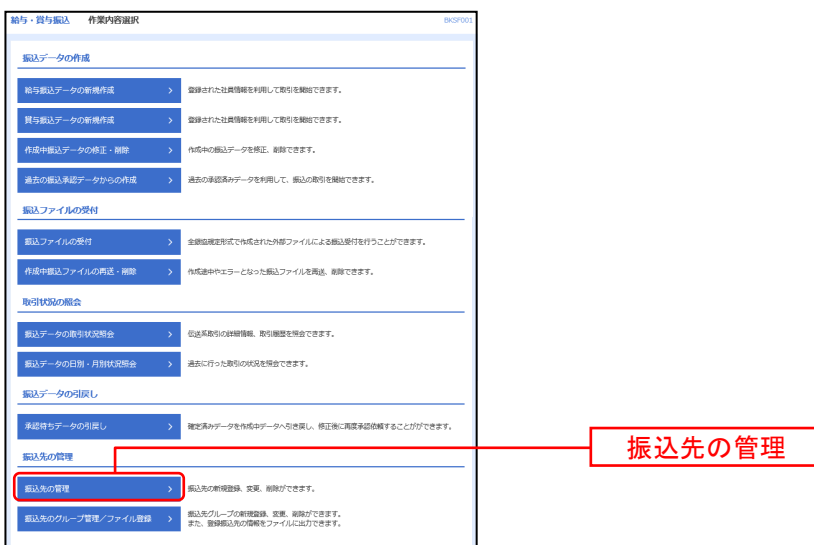 給与・賞与振込 作業内容選択 BKSF001
振込データの作成
給与振込データの新規作成 登録された社員情報を利用して取引を開始できます。
賞与振込データの新規作成 登録された社員情報を利用して取引を開始できます。
作成中振込データの修正・削除 作成中の振込データを修正、削除できます。
過去の振込承認データからの作成 過去の承認済みデータを利用して、振込の取引を開始できます。
振込ファイルの受付
振込ファイルの受付 全銀協規定形式で作成された外部ファイルによる振込受付を行うことができます。
作成中振込ファイルの再送・削除 作成途中やエラーとなった振込ファイルを再送、削除できます。
取引状況の照会
振込データの取引状況照会 伝送系取引の詳細情報、取引履歴を照会できます。
振込データの日別・月別状況照会 過去に行った取引の状況を照会できます。
振込データの引戻し
承認待ちデータの引戻し 確定済みデータを作成中データへ引き戻し、修正後に再度承認依頼することがができます。
振込先の管理
振込先の管理 振込先の新規登録、変更、削除ができます。
振込先の管理
振込先のグループ管理/ファイル登録 振込先グループの新規登録、変更、削除ができます。
また、登録振込先の情報をファイルに出力できます。